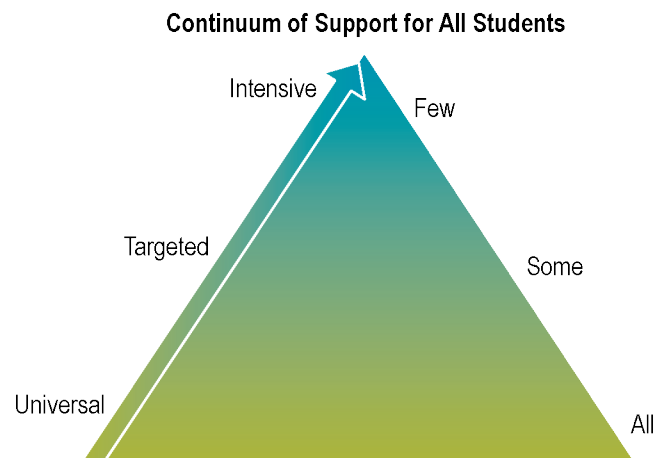 Continuum of Support for All Students
Intensive
Few
Targeted
Some
Universal
All